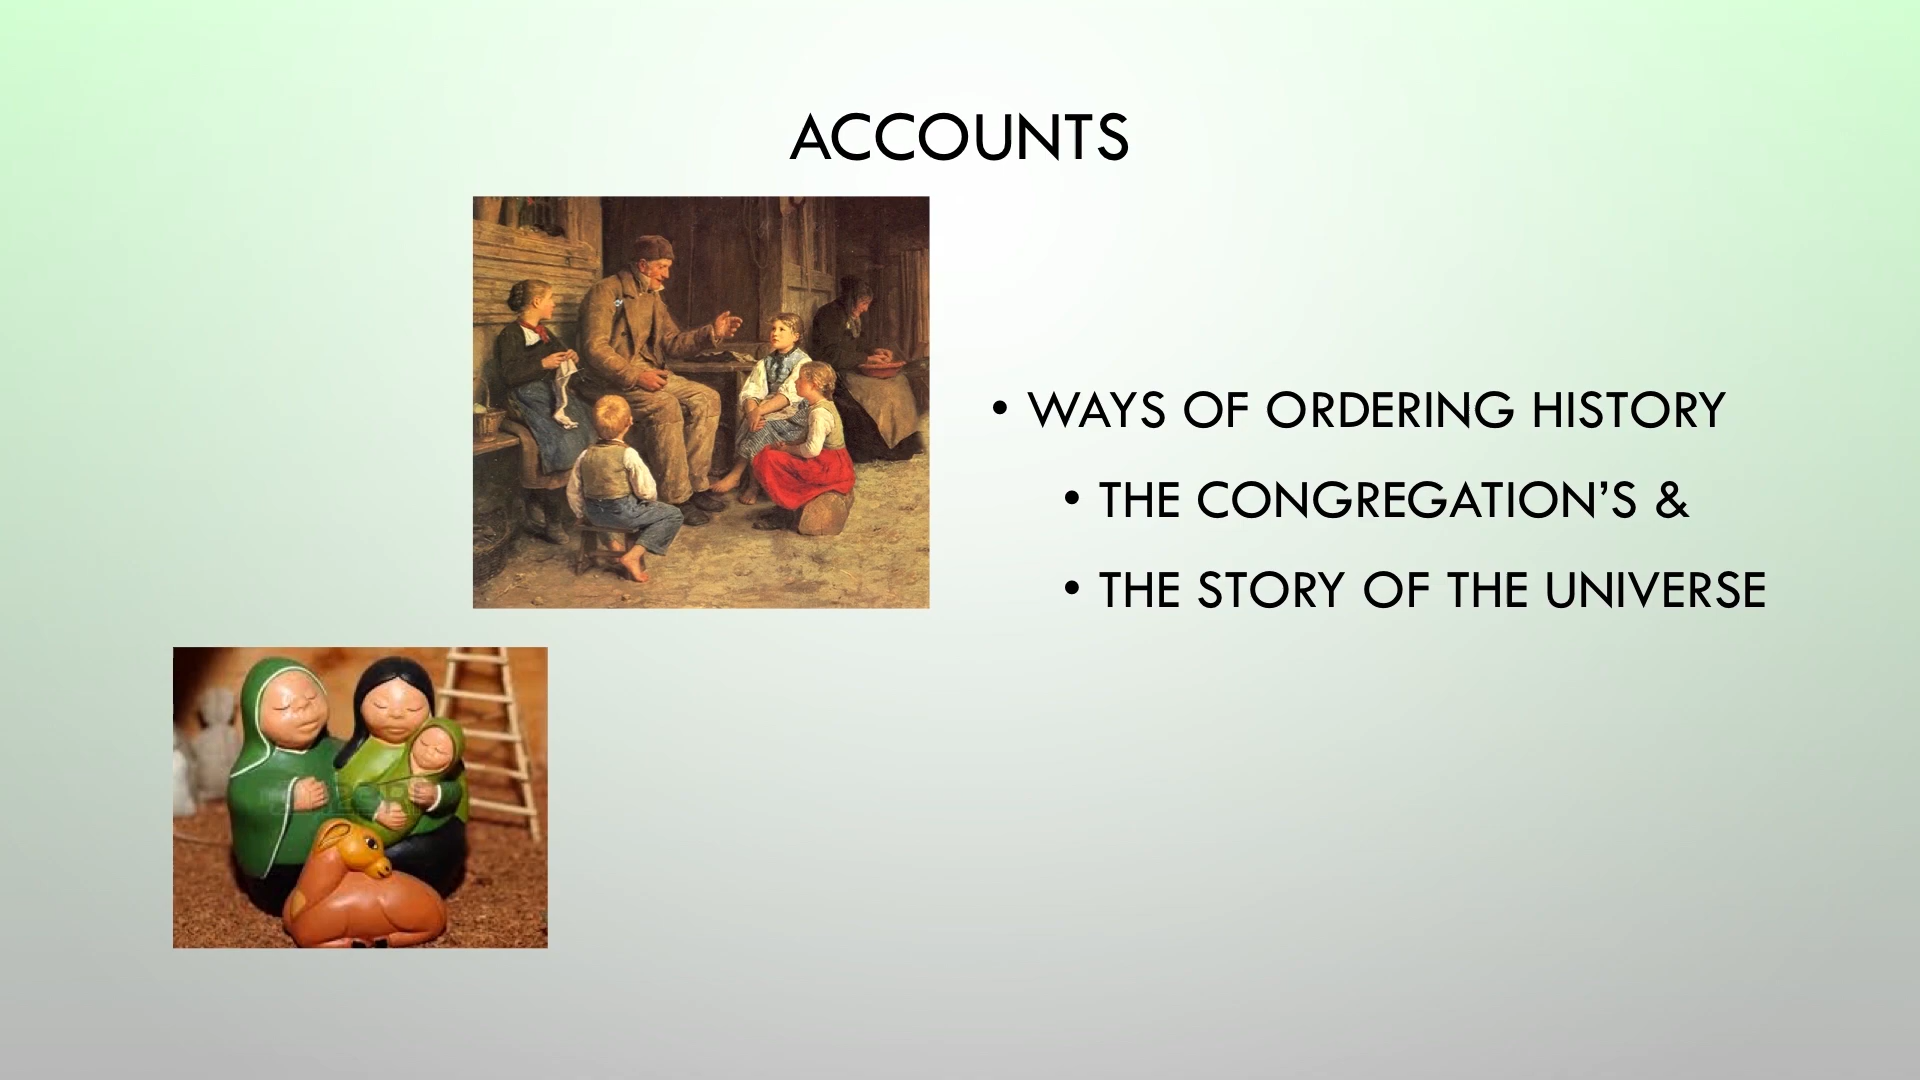 ACCOUNTS
• WAYS OF ORDERING HISTORY
• THE CONGREGATION’S &
• THE STORY OF THE UNIVERSE